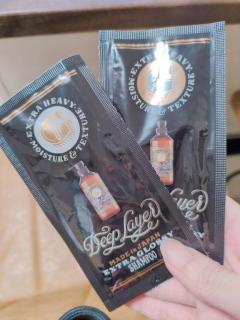 EXTRA HEAVY
MOISTURE & TEXTURE
Deep Layer
MADE IN JAPAN
EXTRA GLOSSY
SHAMPOO
EXTRA HEAVY
MOISTURE & TEXTURE